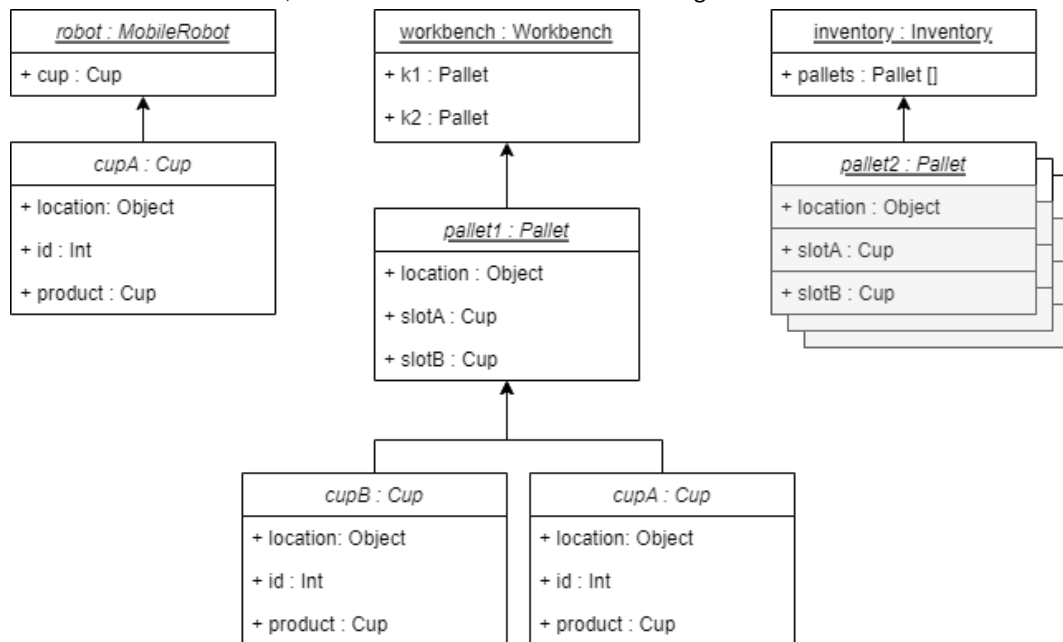 robot : MobileRobot
+ cup : Cup
cupA : Cup
+ location: Object
+ id : Int
+ product : Cup
workbench : Workbench
+ k1 : Pallet
+ k2 : Pallet
pallet1 : Pallet
+ location : Object
+ slotA : Cup
+ slotB : Cup
cupB : Cup
+ location: Object
+ id : Int
+ product : Cup
cupA : Cup
+ location: Object
+ id : Int
+ product : Cup
inventory : Inventory
+ pallets : Pallet []
pallet2 : Pallet
+ location : Object
+ slotA : Cup
+ slotB : Cup